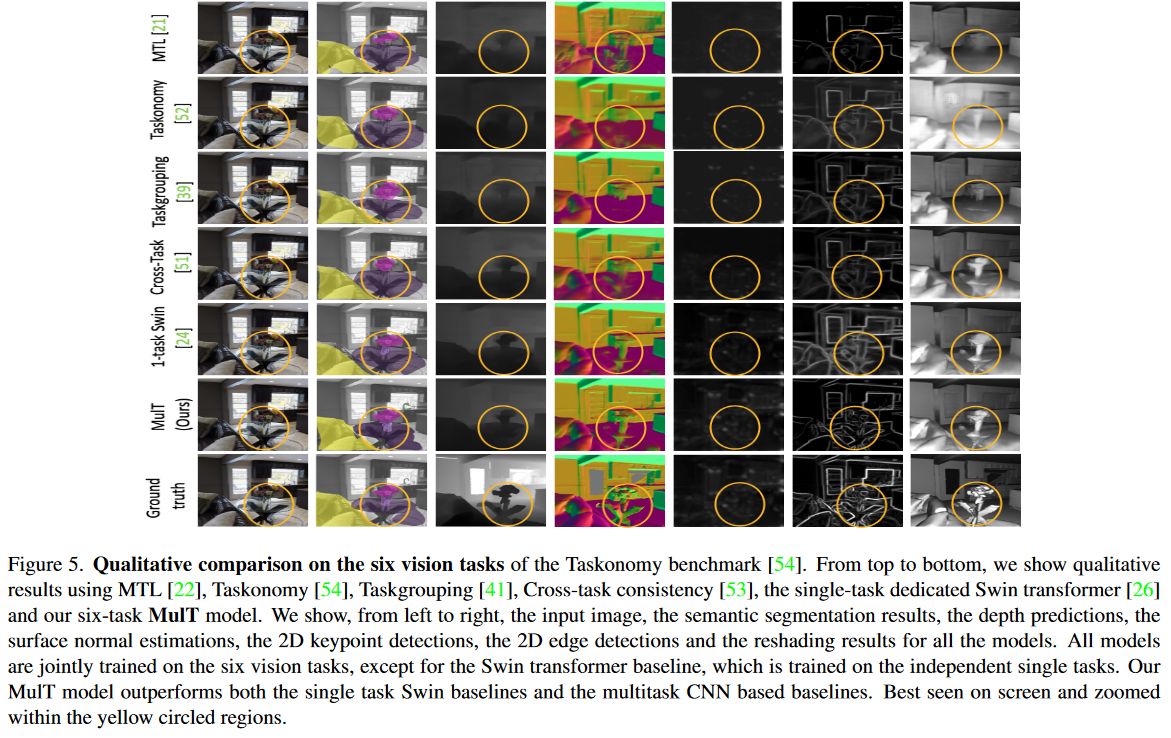 MTL [21]
Taskonomy
[52]
Taskgrouping
[39]
Cross-Task
[51]
1-task Swin
[24]
MulT
(Ours)
Ground
truth
Figure 5. Qualitative comparison on the six vision tasks of the Taskonomy benchmark [54]. From top to bottom, we show qualitative
results using MTL [22], Taskonomy [54], Taskgrouping [41], Cross-task consistency [53], the single-task dedicated Swin transformer [26]
and our six-task MulT model. We show, from left to right, the input image, the semantic segmentation results, the depth predictions, the
surface normal estimations, the 2D keypoint detections, the 2D edge detections and the reshading results for all the models. All models
are jointly trained on the six vision tasks, except for the Swin transformer baseline, which is trained on the independent single tasks. Our
MulT model outperforms both the single task Swin baselines and the multitask CNN based baselines. Best seen on screen and zoomed
within the yellow circled regions.